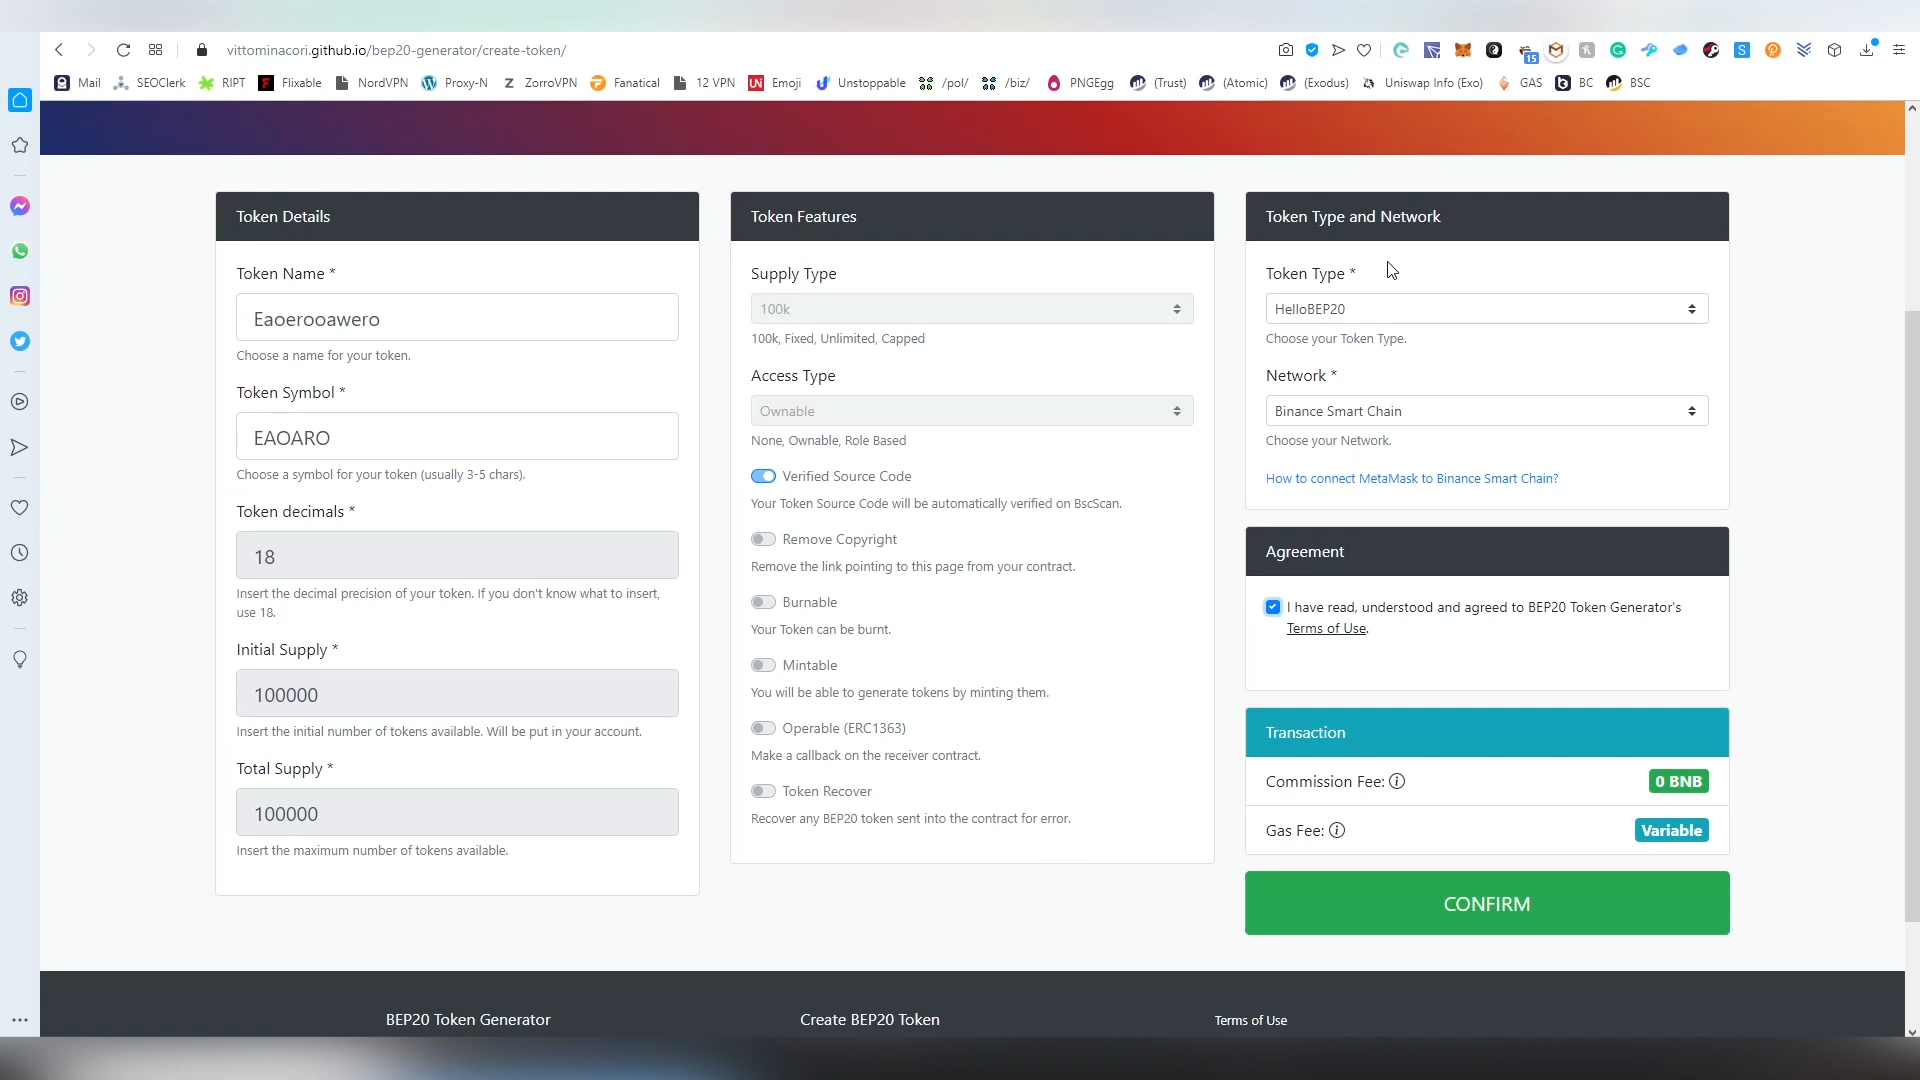 vittominacori.github.io/bep20-generator/create-token/
15
Mail SEOClerk RIPT Flixable NordVPN Proxy-N ZorroVPN Fanatical 12 VPN Emoji Unstoppable /pol/ /biz/ PNGEgg (Trust) (Atomic) (Exodus) Uniswap Info (Exo) GAS BC BSC
Token Details
Token Name *
Eaoerooawero
Choose a name for your token.
Token Symbol *
EAOARO
Choose a symbol for your token (usually 3-5 chars).
Token decimals *
18
Insert the decimal precision of your token. If you don't know what to insert,
use 18.
Initial Supply *
100000
Insert the initial number of tokens available. Will be put in your account.
Total Supply *
100000
Insert the maximum number of tokens available.
Token Features
Supply Type
100k
100k, Fixed, Unlimited, Capped
Access Type
Ownable
None, Ownable, Role Based
Verified Source Code
Your Token Source Code will be automatically verified on BscScan.
Remove Copyright
Remove the link pointing to this page from your contract.
Burnable
Your Token can be burnt.
Mintable
You will be able to generate tokens by minting them.
Operable (ERC1363)
Make a callback on the receiver contract.
Token Recover
Recover any BEP20 token sent into the contract for error.
Token Type and Network
Token Type *
HelloBEP20
Choose your Token Type.
Network *
Binance Smart Chain
Choose your Network.
How to connect MetaMask to Binance Smart Chain?
Agreement
I have read, understood and agreed to BEP20 Token Generator's
Terms of Use.
Transaction
Commission Fee: 0 BNB
Gas Fee: Variable
CONFIRM
BEP20 Token Generator
Create BEP20 Token
Terms of Use